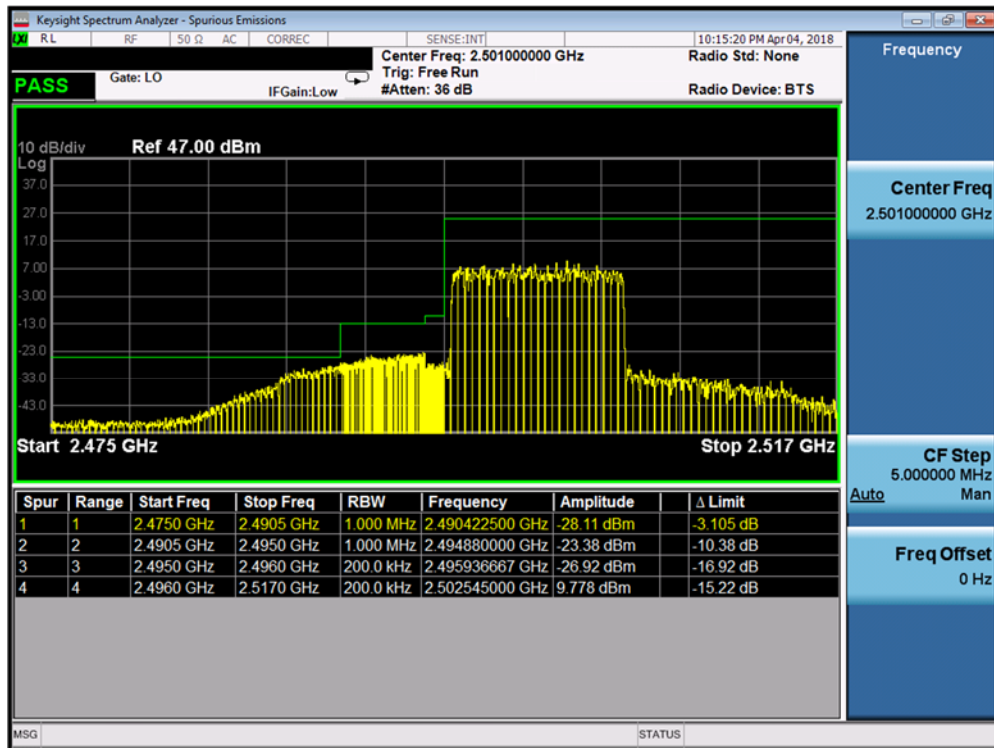 Keysight Spectrum Analyzer - Spurious Emissions
LXI RL RF 50 Ω AC CORREC SENSE:INT 10:15:20 PM Apr 04, 2018
Center Freq: 2.501000000 GHz Radio Std: None
PASS Gate: LO Trig: Free Run
IFGain:Low #Atten: 36 dB Radio Device: BTS
10 dB/div Ref 47.00 dBm
Log
37.0
27.0
17.0
7.00
-3.00
-13.0
-23.0
-33.0
-43.0
Start 2.475 GHz Stop 2.517 GHz
Spur Range Start Freq Stop Freq RBW Frequency Amplitude Δ Limit
1 1 2.4750 GHz 2.4905 GHz 1.000 MHz 2.490422500 GHz -28.11 dBm -3.105 dB
2 2 2.4905 GHz 2.4950 GHz 1.000 MHz 2.494880000 GHz -23.38 dBm -10.38 dB
3 3 2.4950 GHz 2.4960 GHz 200.0 kHz 2.495936667 GHz -26.92 dBm -16.92 dB
4 4 2.4960 GHz 2.5170 GHz 200.0 kHz 2.502545000 GHz 9.778 dBm -15.22 dB
MSG STATUS
Frequency
Center Freq
2.501000000 GHz
CF Step
5.000000 MHz
Auto Man
Freq Offset
0 Hz